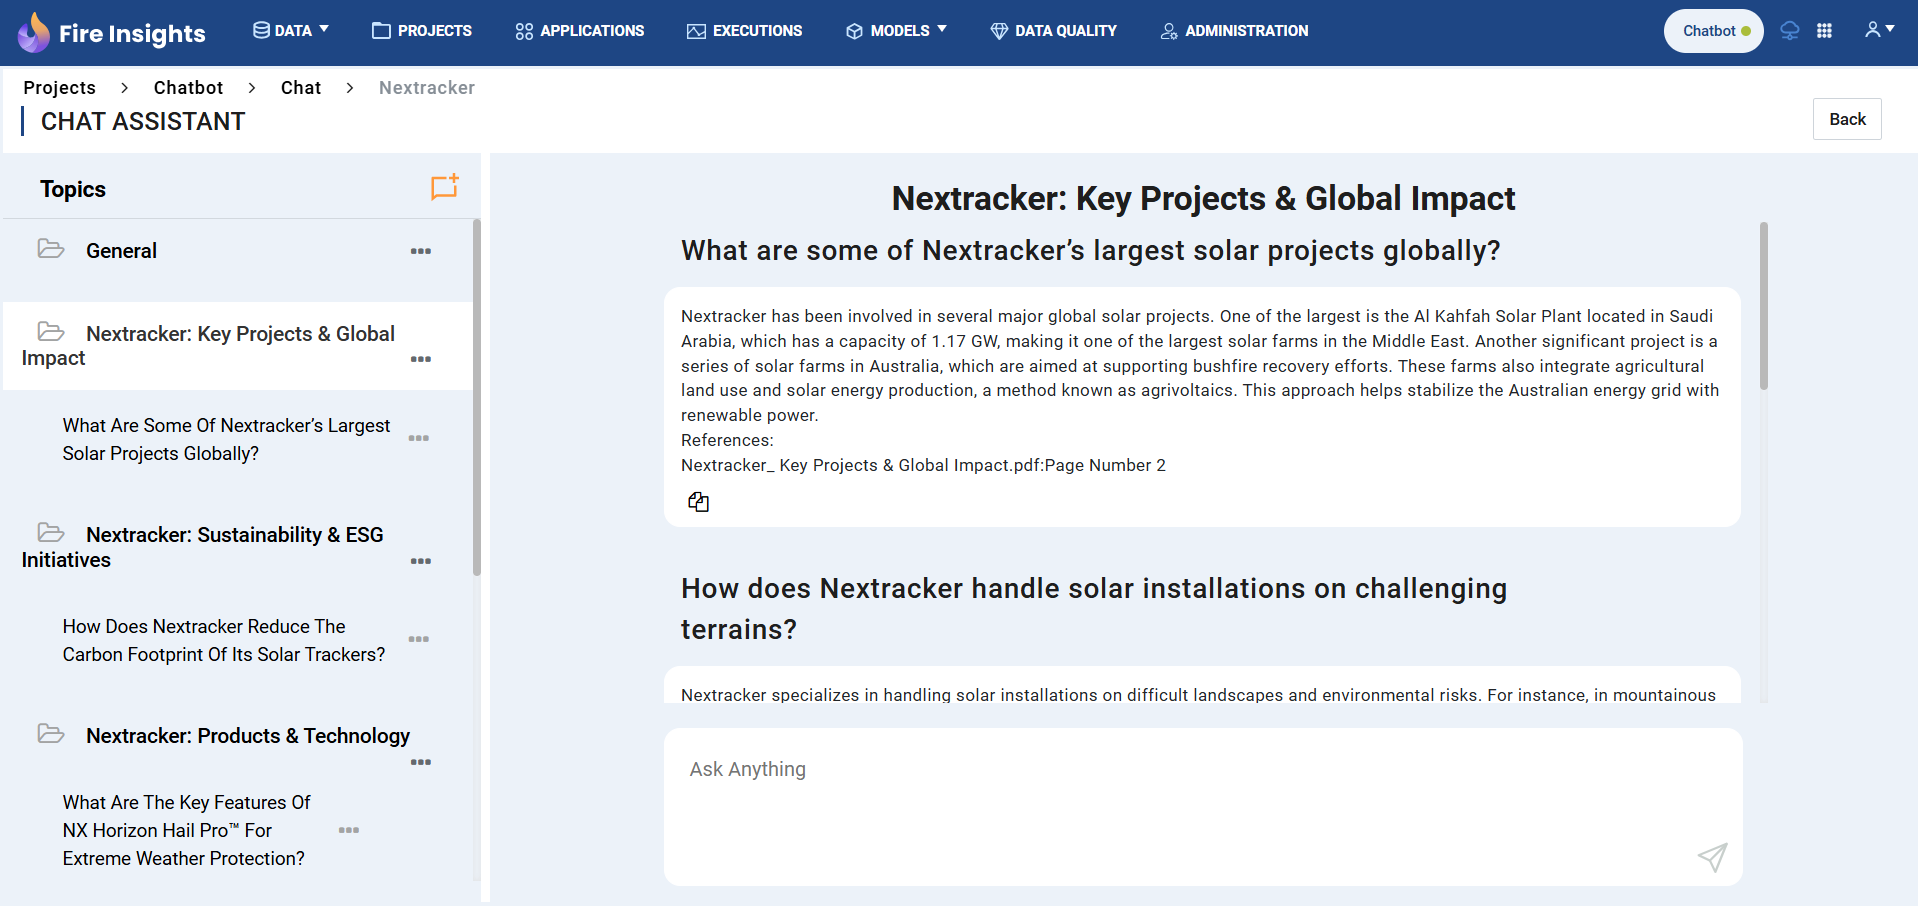 Fire Insights
DATA
PROJECTS
APPLICATIONS
EXECUTIONS
MODELS
DATA QUALITY
ADMINISTRATION
Chatbot
Projects > Chatbot > Chat > Nextracker
CHAT ASSISTANT
Back
Topics
General
Nextracker: Key Projects & Global
Impact
What Are Some Of Nextracker’s Largest
Solar Projects Globally?
Nextracker: Sustainability & ESG
Initiatives
How Does Nextracker Reduce The
Carbon Footprint Of Its Solar Trackers?
Nextracker: Products & Technology
What Are The Key Features Of
NX Horizon Hail Pro™ For
Extreme Weather Protection?
Nextracker: Key Projects & Global Impact
What are some of Nextracker’s largest solar projects globally?
Nextracker has been involved in several major global solar projects. One of the largest is the Al Kahfah Solar Plant located in Saudi
Arabia, which has a capacity of 1.17 GW, making it one of the largest solar farms in the Middle East. Another significant project is a
series of solar farms in Australia, which are aimed at supporting bushfire recovery efforts. These farms also integrate agricultural
land use and solar energy production, a method known as agrivoltaics. This approach helps stabilize the Australian energy grid with
renewable power.
References:
Nextracker_ Key Projects & Global Impact.pdf:Page Number 2
How does Nextracker handle solar installations on challenging
terrains?
Nextracker specializes in handling solar installations on difficult landscapes and environmental risks. For instance, in mountainous
Ask Anything